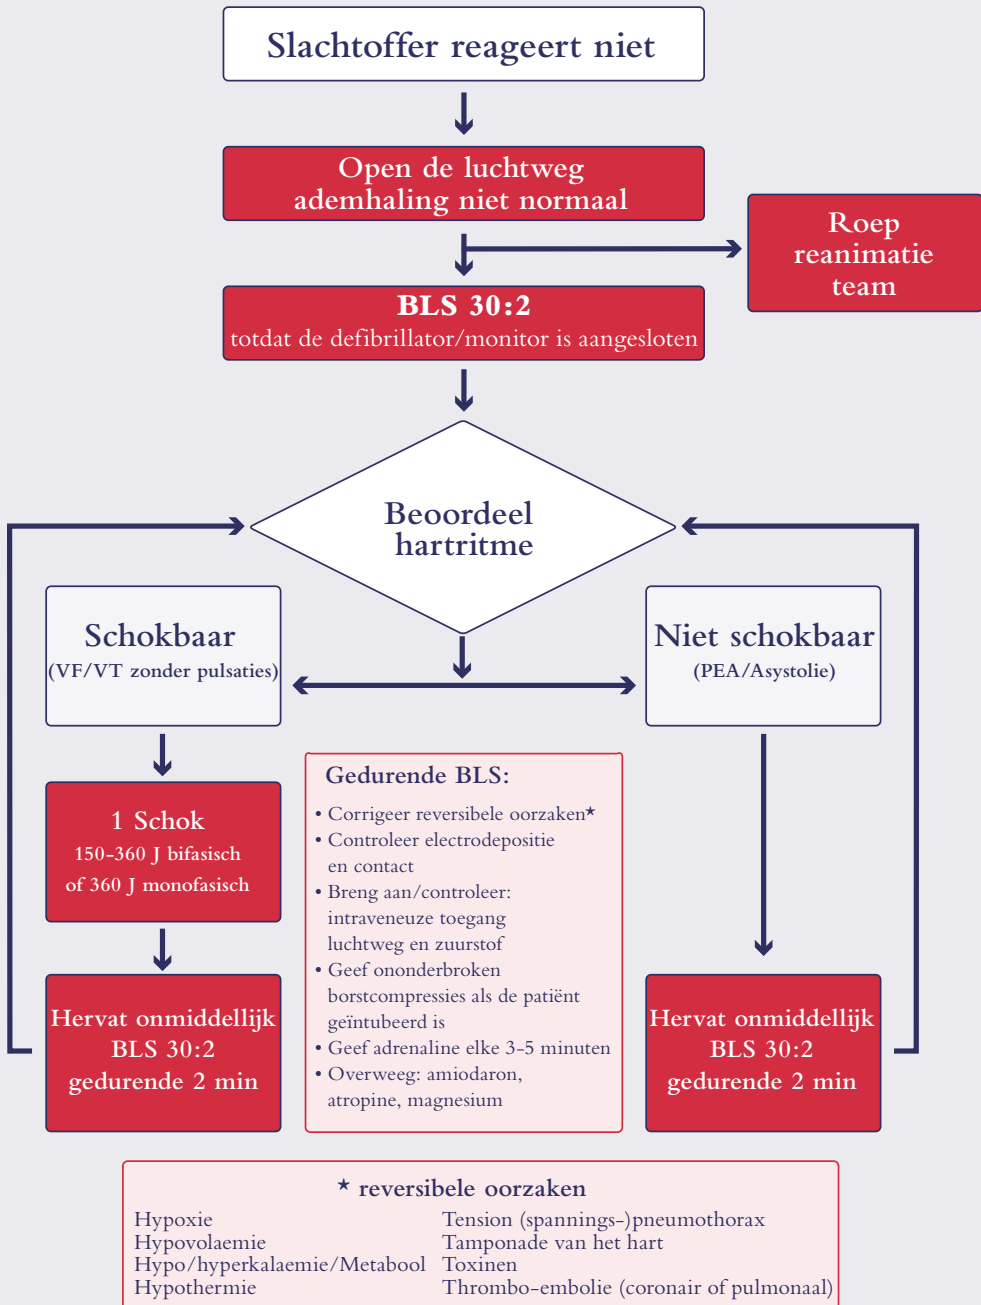 Slachtoffer reageert niet
Open de luchtweg
ademhaling niet normaal
Roep
reanimatie
team
BLS 30:2
totdat de defibrillator/monitor is aangesloten
Beoordeel
hartritme
Schokbaar
(VF/VT zonder pulsaties)
Niet schokbaar
(PEA/Asystolie)
1 Schok
150-360 J bifasisch
of 360 J monofasisch
Hervat onmiddellijk
BLS 30:2
gedurende 2 min
Gedurende BLS:
• Corrigeer reversibele oorzaken★
• Controleer electrodepositie
en contact
• Breng aan/controleer:
intraveneuze toegang
luchtweg en zuurstof
• Geef ononderbroken
borstcompressies als de patiënt
geïntubeerd is
• Geef adrenaline elke 3-5 minuten
• Overweeg: amiodaron,
atropine, magnesium
Hervat onmiddellijk
BLS 30:2
gedurende 2 min
★ reversibele oorzaken
Hypoxie
Hypovolaemie
Hypo/hyperkalaemie/Metabool
Hypothermie
Tension (spannings-)pneumothorax
Tamponade van het hart
Toxinen
Thrombo-embolie (coronair of pulmonaal)